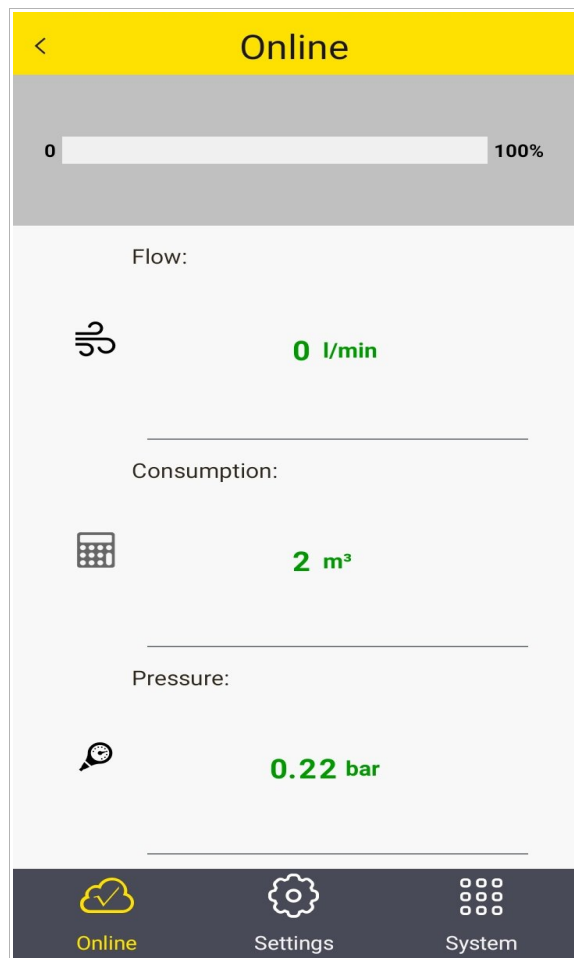 < Online
0 100%
Flow:
0 l/min
Consumption:
2 m³
Pressure:
0.22 bar
Online Settings System